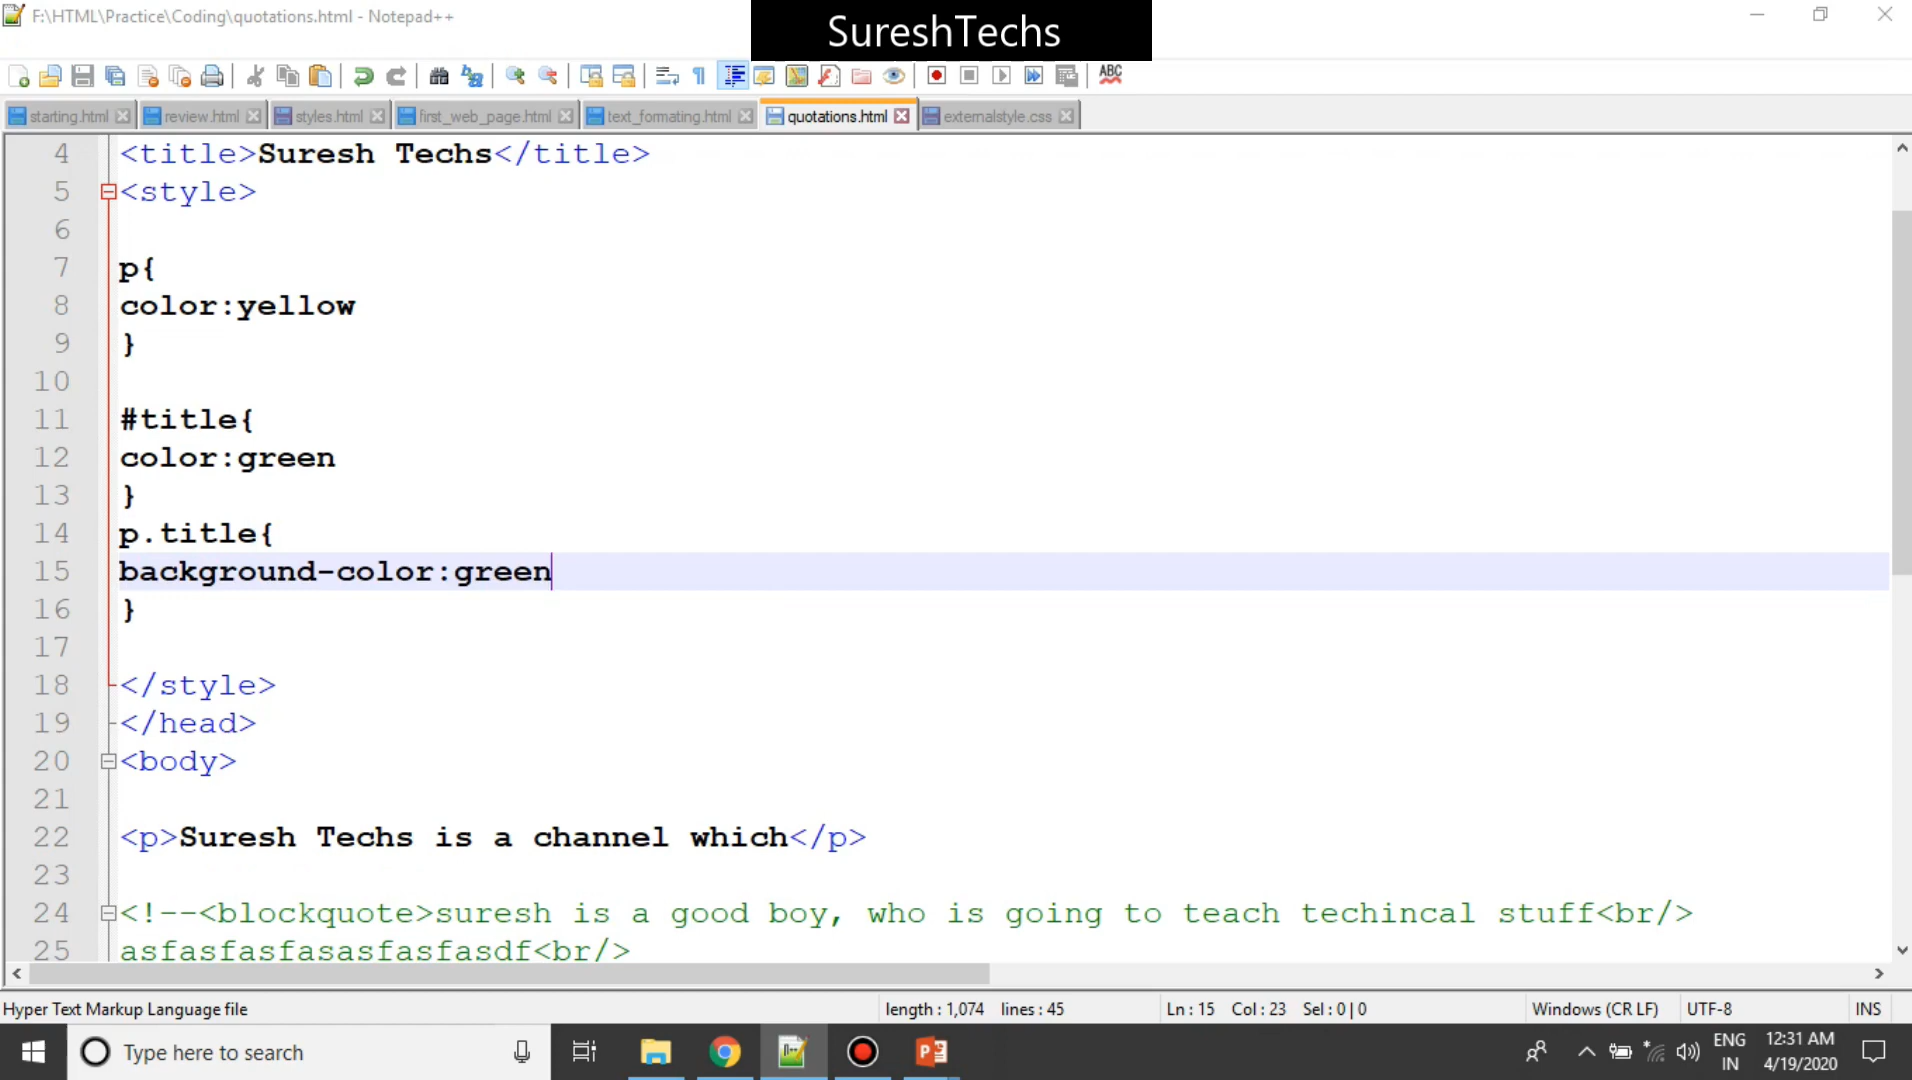 F:\HTML\Practice\Coding\quotations.html - Notepad++
SureshTechs
ABC
starting.html review.html styles.html first_web_page.html text_formating.html quotations.html externalstyle.css
4 <title>Suresh Techs</title>
5 <style>
6
7 p{
8 color:yellow
9 }
10
11 #title{
12 color:green
13 }
14 p.title{
15 background-color:green
16 }
17
18 </style>
19 </head>
20 <body>
21
22 <p>Suresh Techs is a channel which</p>
23
24 <!--<blockquote>suresh is a good boy, who is going to teach techincal stuff<br/>
25 asfasfasfasasfasfasdf<br/>
Hyper Text Markup Language file length : 1,074 lines : 45 Ln : 15 Col : 23 Sel : 0 | 0 Windows (CR LF) UTF-8 INS
Type here to search
ENG
IN
12:31 AM
4/19/2020